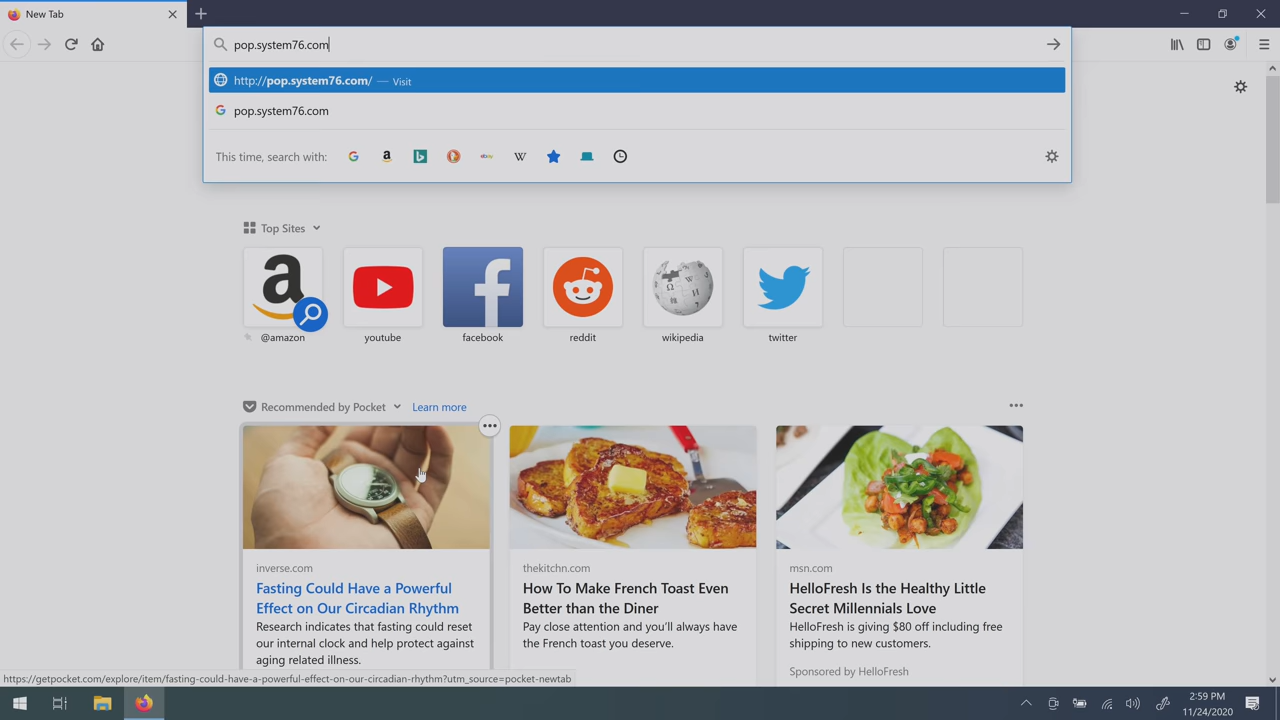 New Tab
pop.system76.com
http://pop.system76.com/ — Visit
pop.system76.com
This time, search with:
Top Sites
@amazon
youtube
facebook
reddit
wikipedia
twitter
Recommended by Pocket
Learn more
inverse.com
Fasting Could Have a Powerful
Effect on Our Circadian Rhythm
Research indicates that fasting could reset
our internal clock and help protect against
aging related illness.
thekitchn.com
How To Make French Toast Even
Better than the Diner
Pay close attention and you'll always have
the French toast you deserve.
msn.com
HelloFresh Is the Healthy Little
Secret Millennials Love
HelloFresh is giving $80 off including free
shipping to new customers.
Sponsored by HelloFresh
https://getpocket.com/explore/item/fasting-could-have-a-powerful-effect-on-our-circadian-rhythm?utm_source=pocket-newtab
2:59 PM
11/24/2020